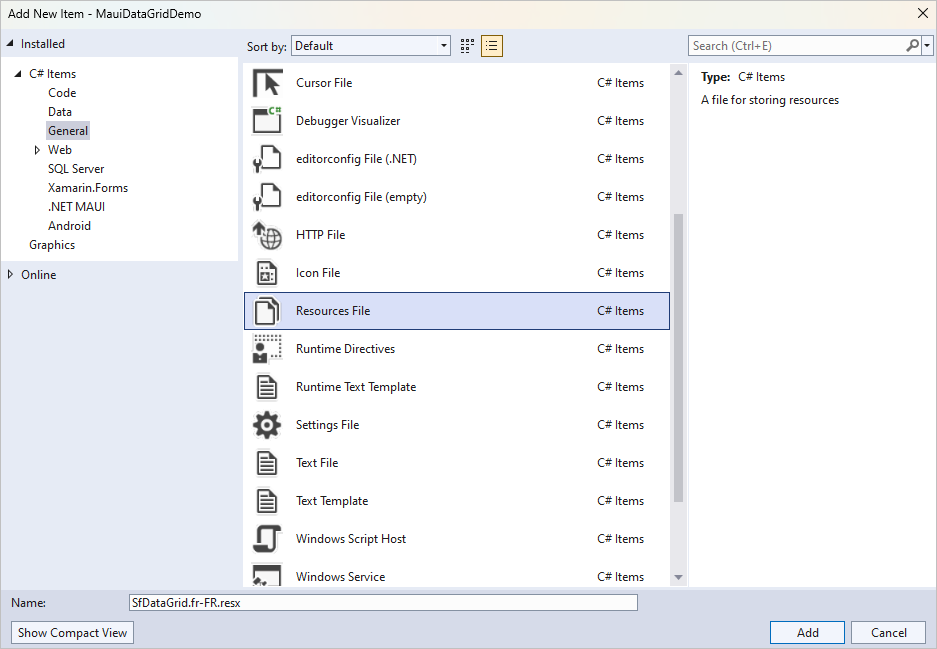 Add New Item - MauiDataGridDemo
Installed
C# Items
Code
Data
General
Web
SQL Server
Xamarin.Forms
.NET MAUI
Android
Graphics
Online
Sort by: Default
Search (Ctrl+E)
Cursor File C# Items
Debugger Visualizer C# Items
editorconfig File (.NET) C# Items
editorconfig File (empty) C# Items
HTTP File C# Items
Icon File C# Items
Resources File C# Items
Runtime Directives C# Items
Runtime Text Template C# Items
Settings File C# Items
Text File C# Items
Text Template C# Items
Windows Script Host C# Items
Windows Service C# Items
Type: C# Items
A file for storing resources
Name: SfDataGrid.fr-FR.resx
Show Compact View
Add Cancel